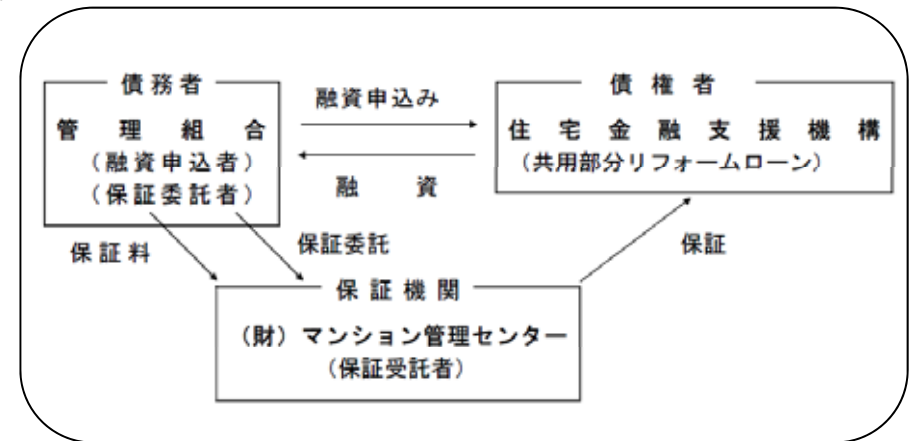 債務者
管理組合
（融資申込者）
（保証委託者）
融資申込み
融資
債権者
住宅金融支援機構
（共用部分リフォームローン）
保証料
保証委託
保証
保証機関
（財）マンション管理センター
（保証受託者）